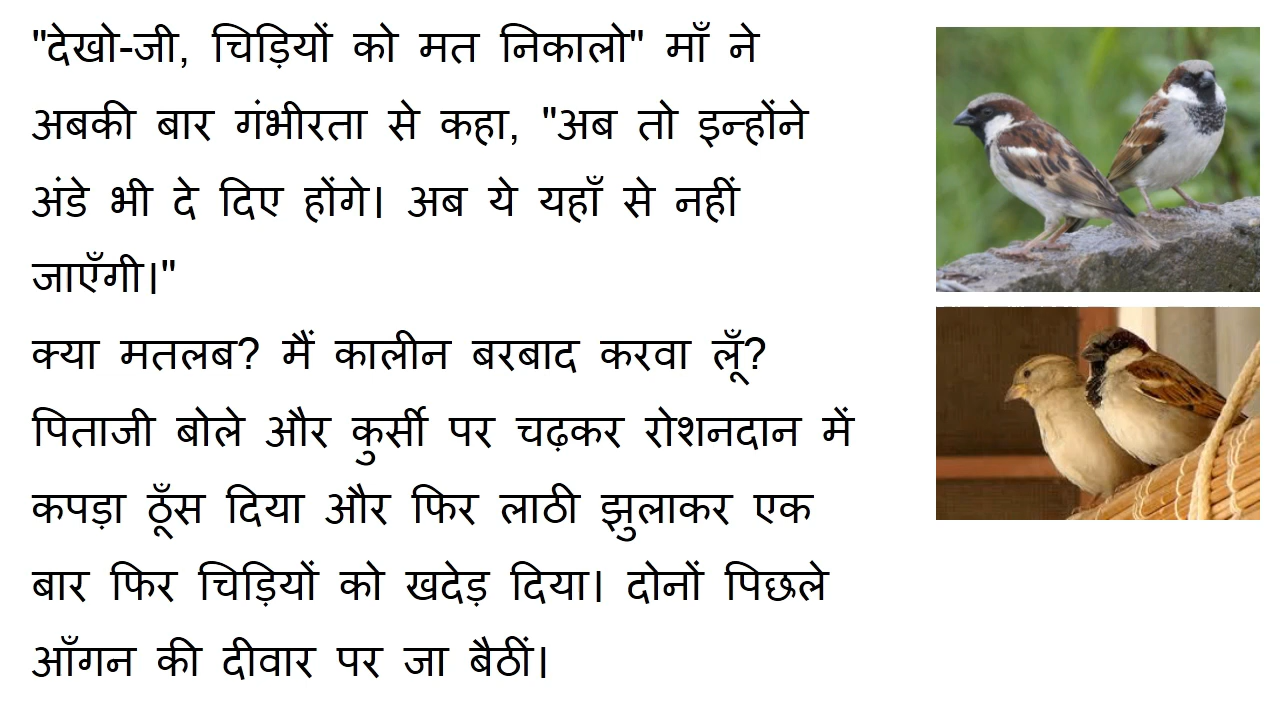 "देखो-जी, चिड़ियों को मत निकालो" माँ ने
अबकी बार गंभीरता से कहा, "अब तो इन्होंने
अंडे भी दे दिए होंगे। अब ये यहाँ से नहीं
जाएँगी।"
क्या मतलब? मैं कालीन बरबाद करवा लूँ?
पिताजी बोले और कुर्सी पर चढ़कर रोशनदान में
कपड़ा ठूँस दिया और फिर लाठी झुलाकर एक
बार फिर चिड़ियों को खदेड़ दिया। दोनों पिछले
आँगन की दीवार पर जा बैठीं।